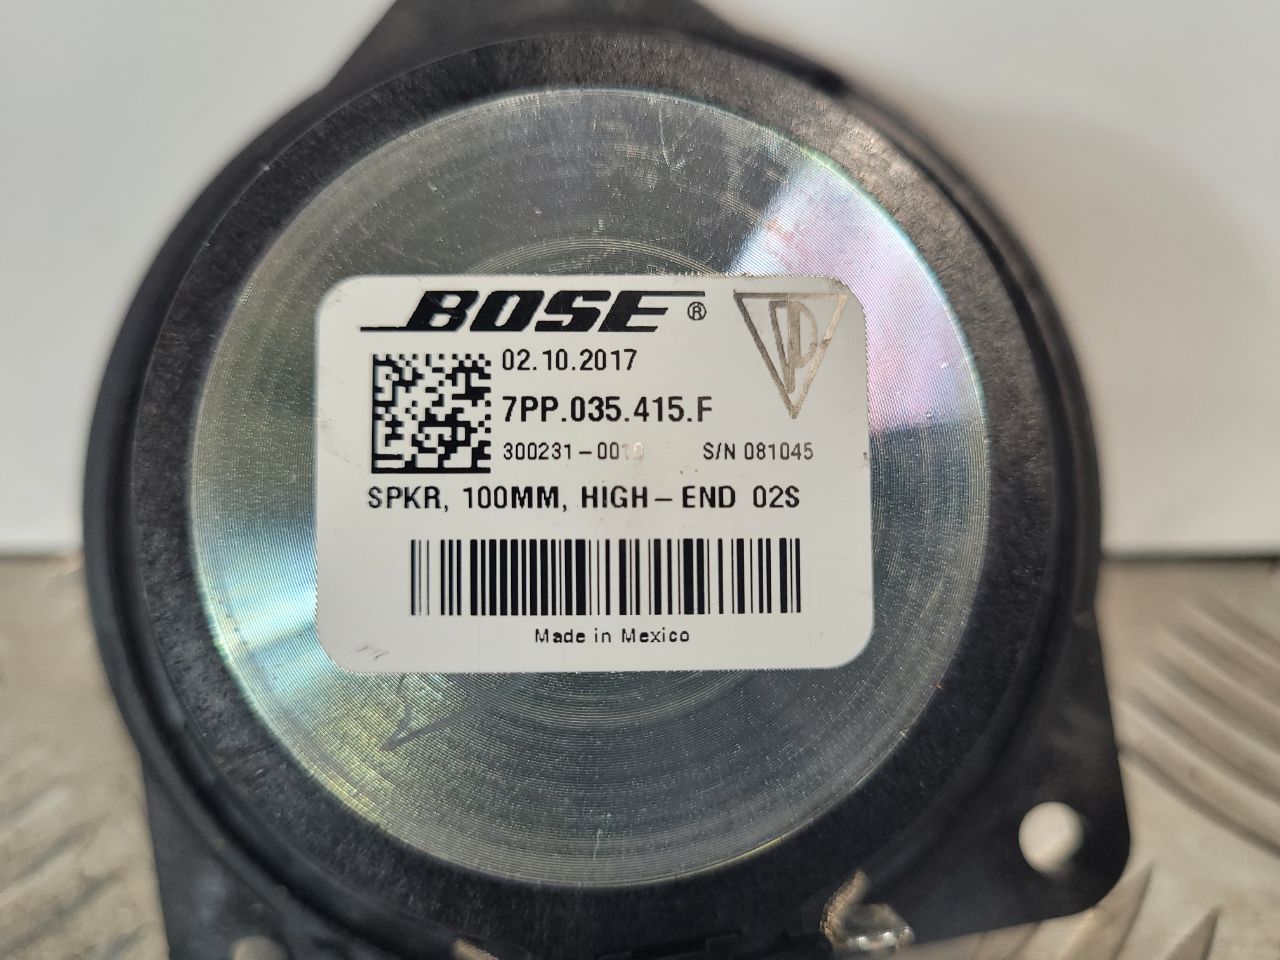 BOSE®
02.10.2017
7PP.035.415.F
S/N 081045
SPKR, 100MM, HIGH-END 02S
Made in Mexico